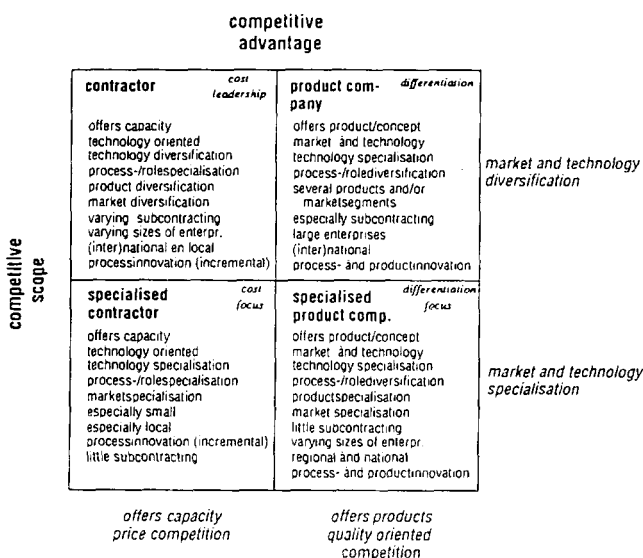 competitive
advantage
contractor
cost
leadership
offers capacity
technology oriented
technology diversification
process-/rolespecialisation
product diversification
market diversification
varying subcontracting
varying sizes of enterpr.
(inter)national en local
processinnovation (incremental)
product com-
pany
differentiation
offers product/concept
market and technology
technology specialisation
process-/rolediversification
several products and/or
marketsegments
especially subcontracting
large enterprises
(inter)national
process- and productinnovation
market and technology
diversification
competitive
scope
specialised
contractor
cost
focus
offers capacity
technology oriented
technology specialisation
process-/rolespecialisation
marketspecialisation
especially small
especially local
processinnovation (incremental)
little subcontracting
specialised
product comp.
differentiation
focus
offers product/concept
market and technology
technology specialisation
process-/rolediversification
productspecialisation
market specialisation
little subcontracting
varying sizes of enterpr.
regional and national
process- and productinnovation
market and technology
specialisation
offers capacity
price competition
offers products
quality oriented
competition